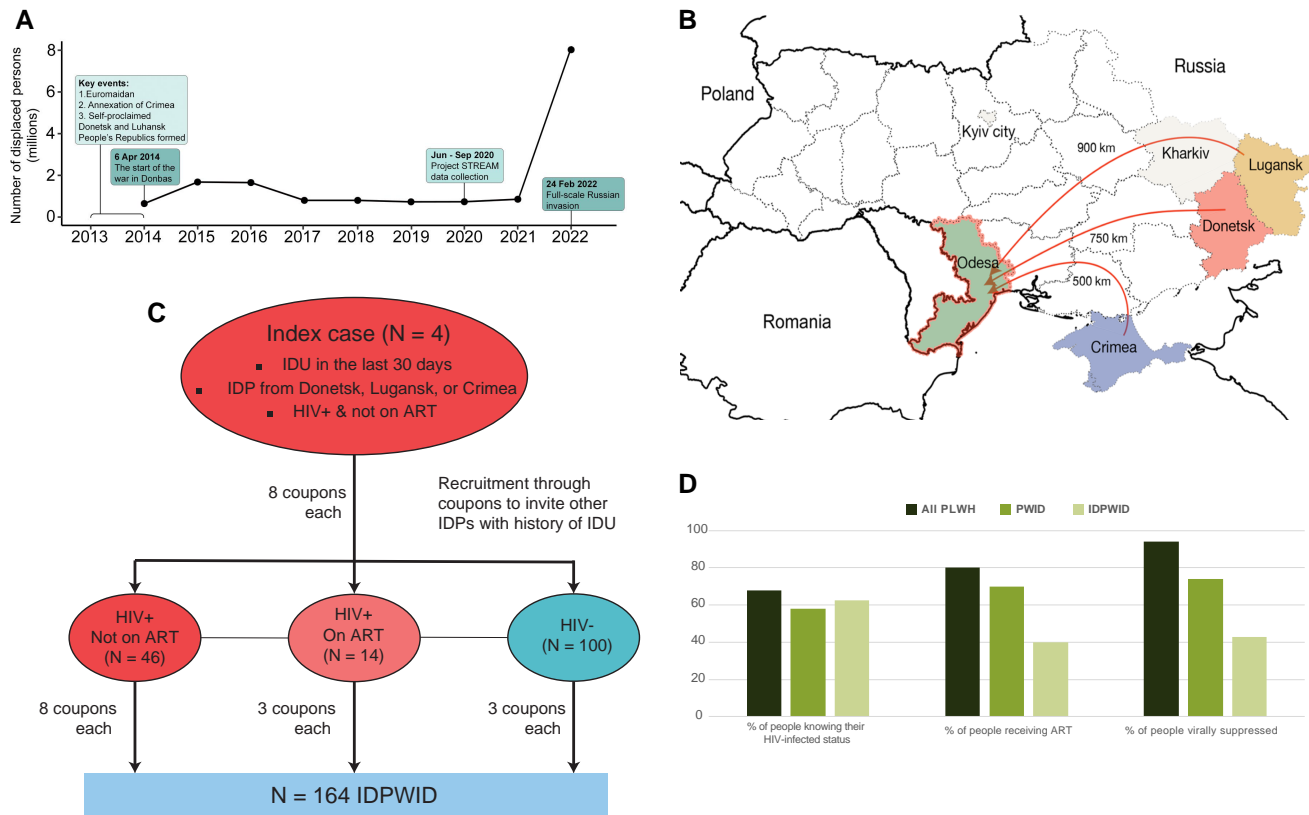 A
Number of displaced persons
(millions)
8
6
4
2
0
Key events:
1.Euromaidan
2. Annexation of Crimea
3. Self-proclaimed
Donetsk and Luhansk
People's Republics formed
6 Apr 2014
The start of the
war in Donbas
Jun - Sep 2020
Project STREAM
data collection
24 Feb 2022
Full-scale Russian
invasion
2013 2014 2015 2016 2017 2018 2019 2020 2021 2022
B
Poland
Russia
Kyiv city
900 km
Kharkiv
Lugansk
Donetsk
750 km
Odesa
500 km
Romania
Crimea
C
Index case (N = 4)
▪ IDU in the last 30 days
▪ IDP from Donetsk, Lugansk, or Crimea
▪ HIV+ & not on ART
8 coupons
each
Recruitment through
coupons to invite other
IDPs with history of IDU
HIV+
Not on ART
(N = 46)
HIV+
On ART
(N = 14)
HIV-
(N = 100)
8 coupons
each
3 coupons
each
3 coupons
each
N = 164 IDPWID
D
All PLWH PWID IDPWID
100
80
60
40
20
0
% of people knowing their
HIV-infected status
% of people receiving ART
% of people virally suppressed